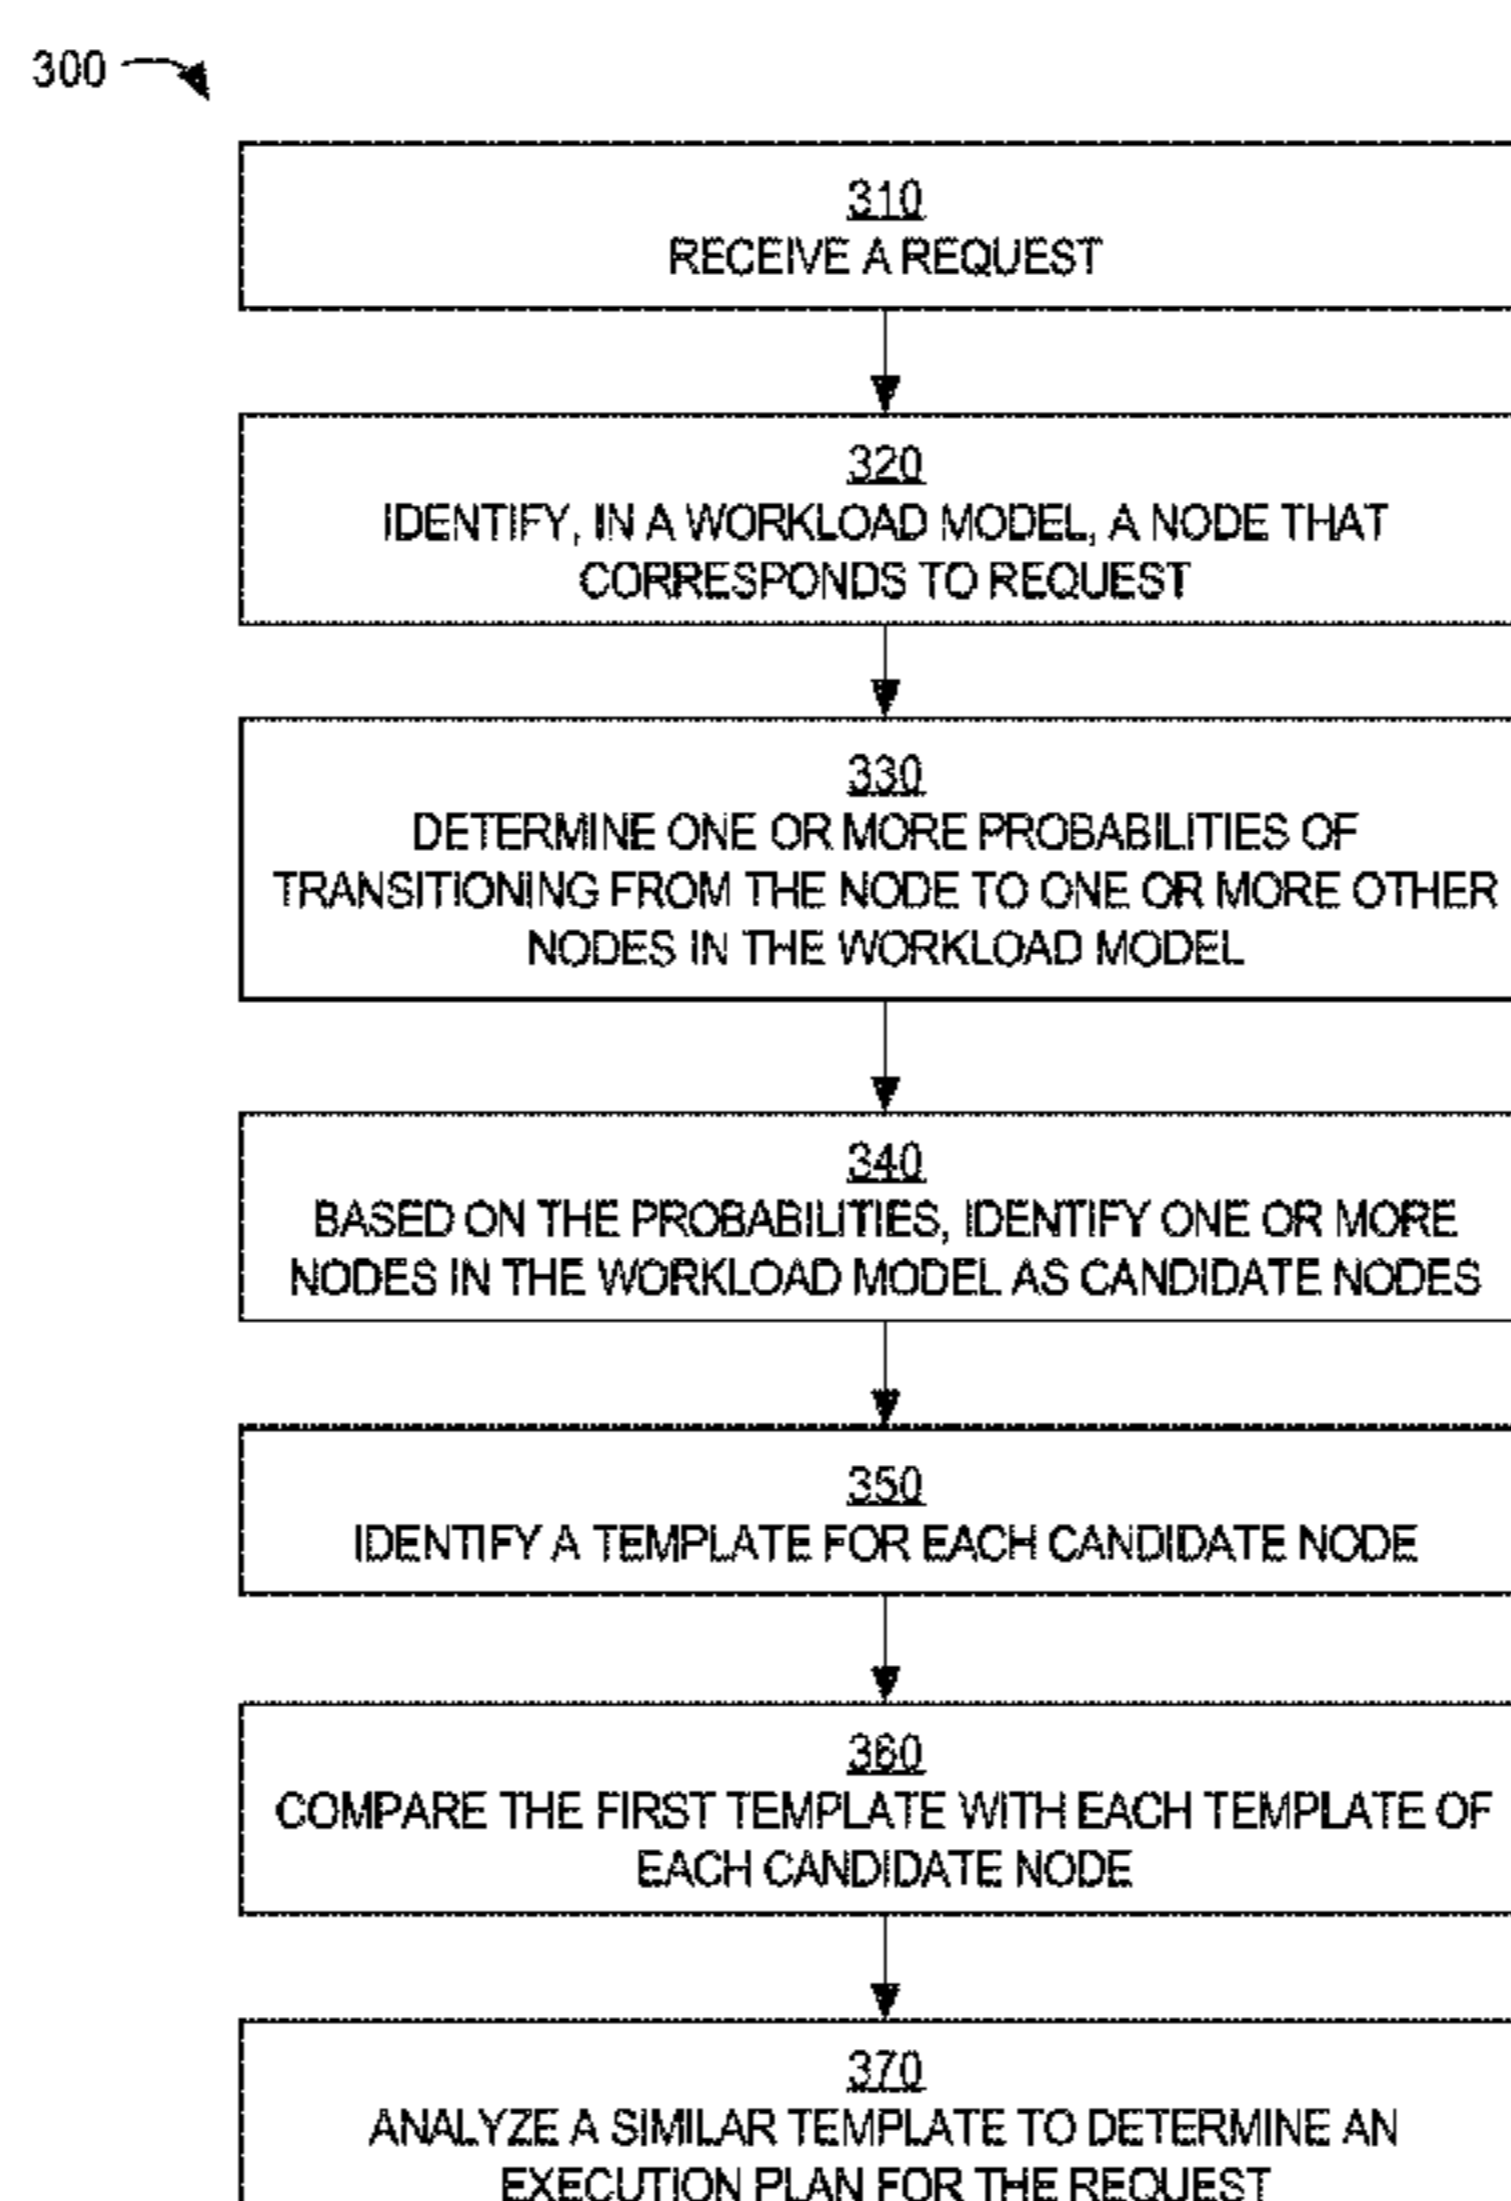 300
310
RECEIVE A REQUEST
320
IDENTIFY, IN A WORKLOAD MODEL, A NODE THAT
CORRESPONDS TO REQUEST
330
DETERMINE ONE OR MORE PROBABILITIES OF
TRANSITIONING FROM THE NODE TO ONE OR MORE OTHER
NODES IN THE WORKLOAD MODEL
340
BASED ON THE PROBABILITIES, IDENTIFY ONE OR MORE
NODES IN THE WORKLOAD MODEL AS CANDIDATE NODES
350
IDENTIFY A TEMPLATE FOR EACH CANDIDATE NODE
360
COMPARE THE FIRST TEMPLATE WITH EACH TEMPLATE OF
EACH CANDIDATE NODE
370
ANALYZE A SIMILAR TEMPLATE TO DETERMINE AN
EXECUTION PLAN FOR THE REQUEST